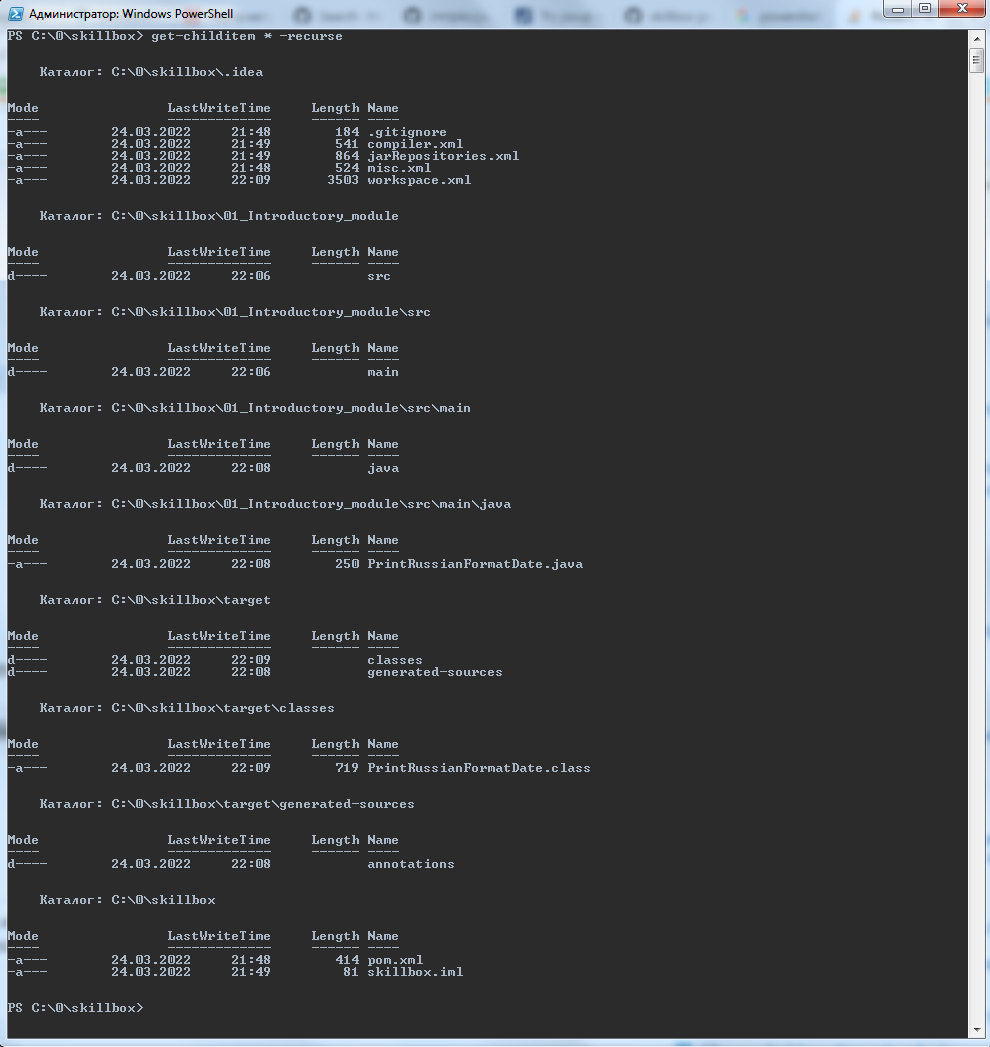 Администратор: Windows PowerShell
PS C:\0\skillbox> get-childitem * -recurse
Каталог: C:\0\skillbox\.idea
Mode LastWriteTime Length Name
---- ------------- ------ ----
-a--- 24.03.2022 21:48 184 .gitignore
-a--- 24.03.2022 21:49 541 compiler.xml
-a--- 24.03.2022 21:49 864 jarRepositories.xml
-a--- 24.03.2022 21:48 524 misc.xml
-a--- 24.03.2022 22:09 3503 workspace.xml
Каталог: C:\0\skillbox\01_Introductory_module
Mode LastWriteTime Length Name
---- ------------- ------ ----
d---- 24.03.2022 22:06 src
Каталог: C:\0\skillbox\01_Introductory_module\src
Mode LastWriteTime Length Name
---- ------------- ------ ----
d---- 24.03.2022 22:06 main
Каталог: C:\0\skillbox\01_Introductory_module\src\main
Mode LastWriteTime Length Name
---- ------------- ------ ----
d---- 24.03.2022 22:08 java
Каталог: C:\0\skillbox\01_Introductory_module\src\main\java
Mode LastWriteTime Length Name
---- ------------- ------ ----
-a--- 24.03.2022 22:08 250 PrintRussianFormatDate.java
Каталог: C:\0\skillbox\target
Mode LastWriteTime Length Name
---- ------------- ------ ----
d---- 24.03.2022 22:09 classes
d---- 24.03.2022 22:08 generated-sources
Каталог: C:\0\skillbox\target\classes
Mode LastWriteTime Length Name
---- ------------- ------ ----
-a--- 24.03.2022 22:09 719 PrintRussianFormatDate.class
Каталог: C:\0\skillbox\target\generated-sources
Mode LastWriteTime Length Name
---- ------------- ------ ----
d---- 24.03.2022 22:08 annotations
Каталог: C:\0\skillbox
Mode LastWriteTime Length Name
---- ------------- ------ ----
-a--- 24.03.2022 21:48 414 pom.xml
-a--- 24.03.2022 21:49 81 skillbox.iml
PS C:\0\skillbox>